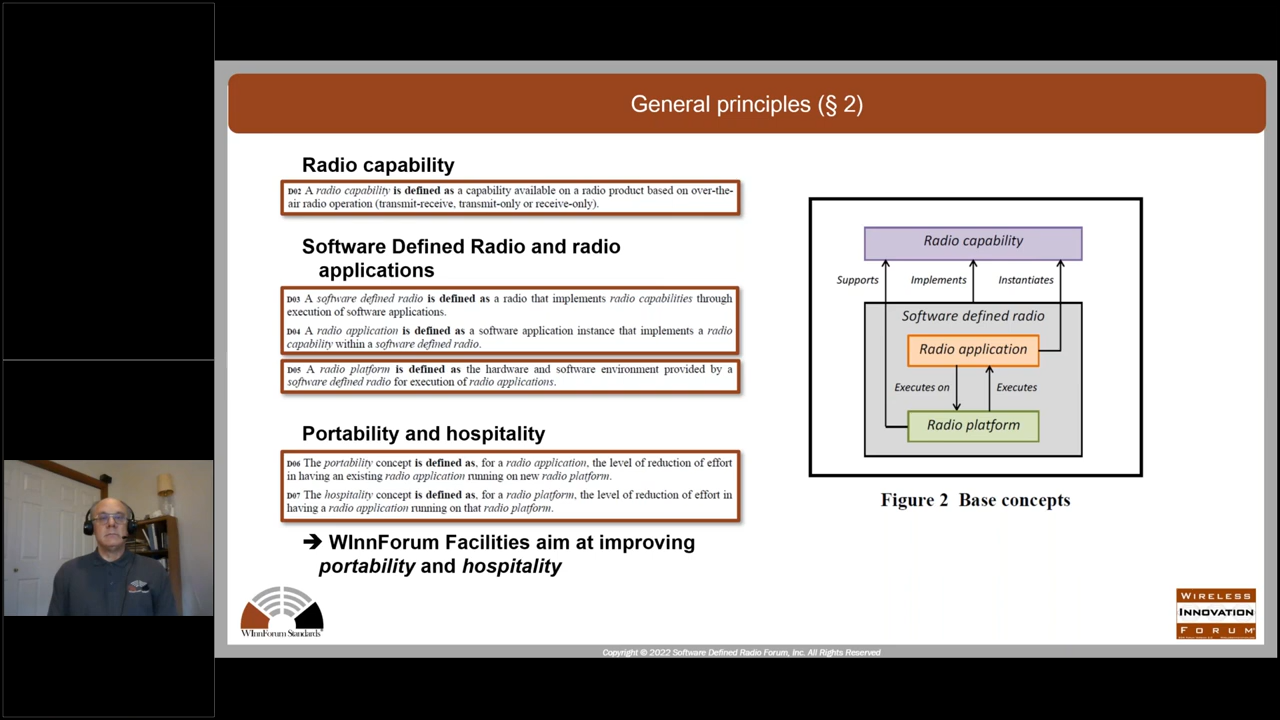 General principles (§ 2)
Radio capability
D02 A radio capability is defined as a capability available on a radio product based on over-the-
air radio operation (transmit-receive, transmit-only or receive-only).
Software Defined Radio and radio
applications
D03 A software defined radio is defined as a radio that implements radio capabilities through
execution of software applications.
D04 A radio application is defined as a software application instance that implements a radio
capability within a software defined radio.
D05 A radio platform is defined as the hardware and software environment provided by a
software defined radio for execution of radio applications.
Portability and hospitality
D06 The portability concept is defined as, for a radio application, the level of reduction of effort
in having an existing radio application running on new radio platform.
D07 The hospitality concept is defined as, for a radio platform, the level of reduction of effort in
having a radio application running on that radio platform.
➔ WInnForum Facilities aim at improving
portability and hospitality
Radio capability
Supports Implements Instantiates
Software defined radio
Radio application
Executes on Executes
Radio platform
Figure 2 Base concepts
WInnForum Standards
WIRELESS
INNOVATION
FORUM
Copyright © 2022 Software Defined Radio Forum, Inc. All Rights Reserved